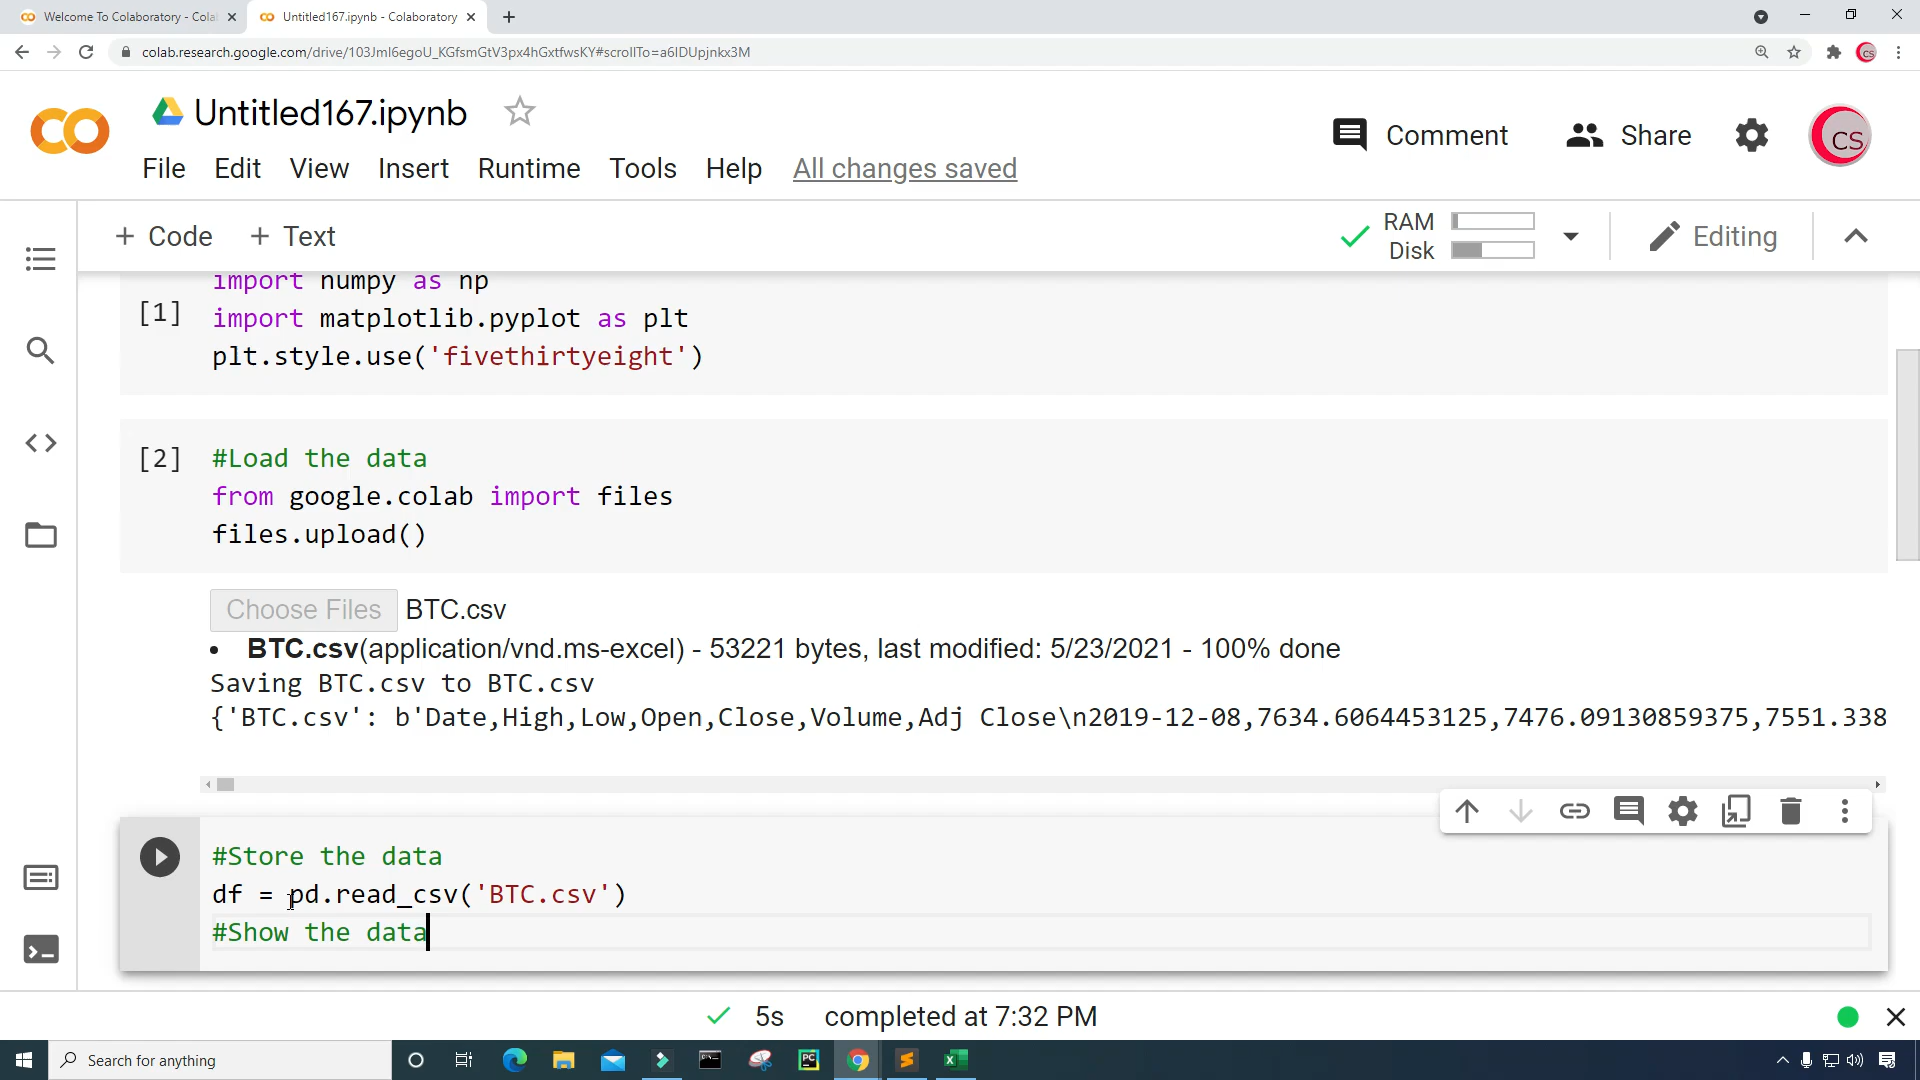 Welcome To Colaboratory - Cola
Untitled167.ipynb - Colaboratory
colab.research.google.com/drive/103Jml6egoU_KGfsmGtV3px4hGxtfwsKY#scrollTo=a6IDUpjnkx3M
CS
Untitled167.ipynb
Comment
Share
CS
File Edit View Insert Runtime Tools Help All changes saved
+ Code + Text
RAM
Disk
Editing
import numpy as np
[1]
import matplotlib.pyplot as plt
plt.style.use('fivethirtyeight')
[2] #Load the data
from google.colab import files
files.upload()
Choose Files BTC.csv
• BTC.csv(application/vnd.ms-excel) - 53221 bytes, last modified: 5/23/2021 - 100% done
Saving BTC.csv to BTC.csv
{'BTC.csv': b'Date,High,Low,Open,Close,Volume,Adj Close\n2019-12-08,7634.6064453125,7476.09130859375,7551.338
#Store the data
df = pd.read_csv('BTC.csv')
#Show the data
5s completed at 7:32 PM
Search for anything
PC